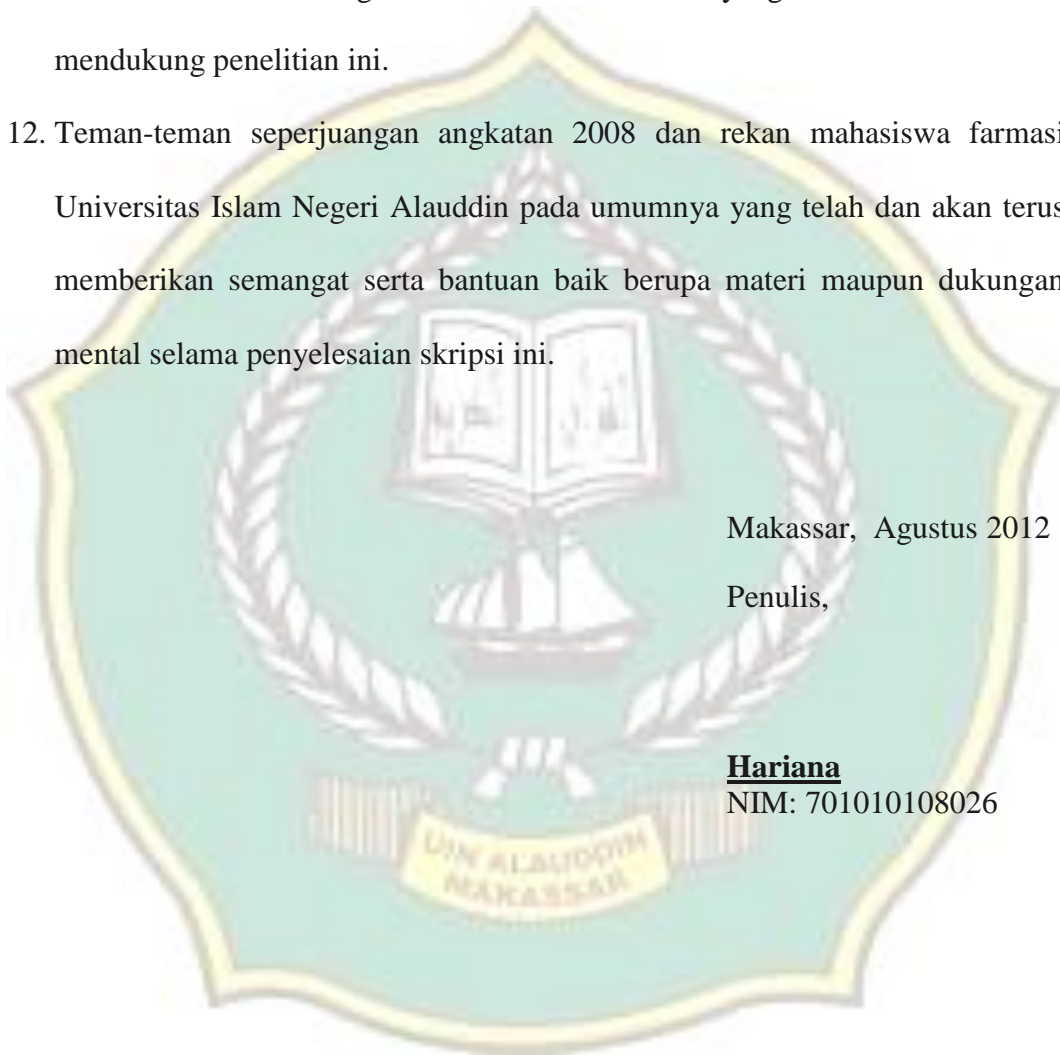 mendukung penelitian ini.
12. Teman-teman seperjuangan angkatan 2008 dan rekan mahasiswa farmasi
Universitas Islam Negeri Alauddin pada umumnya yang telah dan akan terus
memberikan semangat serta bantuan baik berupa materi maupun dukungan
mental selama penyelesaian skripsi ini.
Makassar, Agustus 2012
Penulis,
Hariana
NIM: 701010108026
UIN ALAUDDIN
MAKASSAR